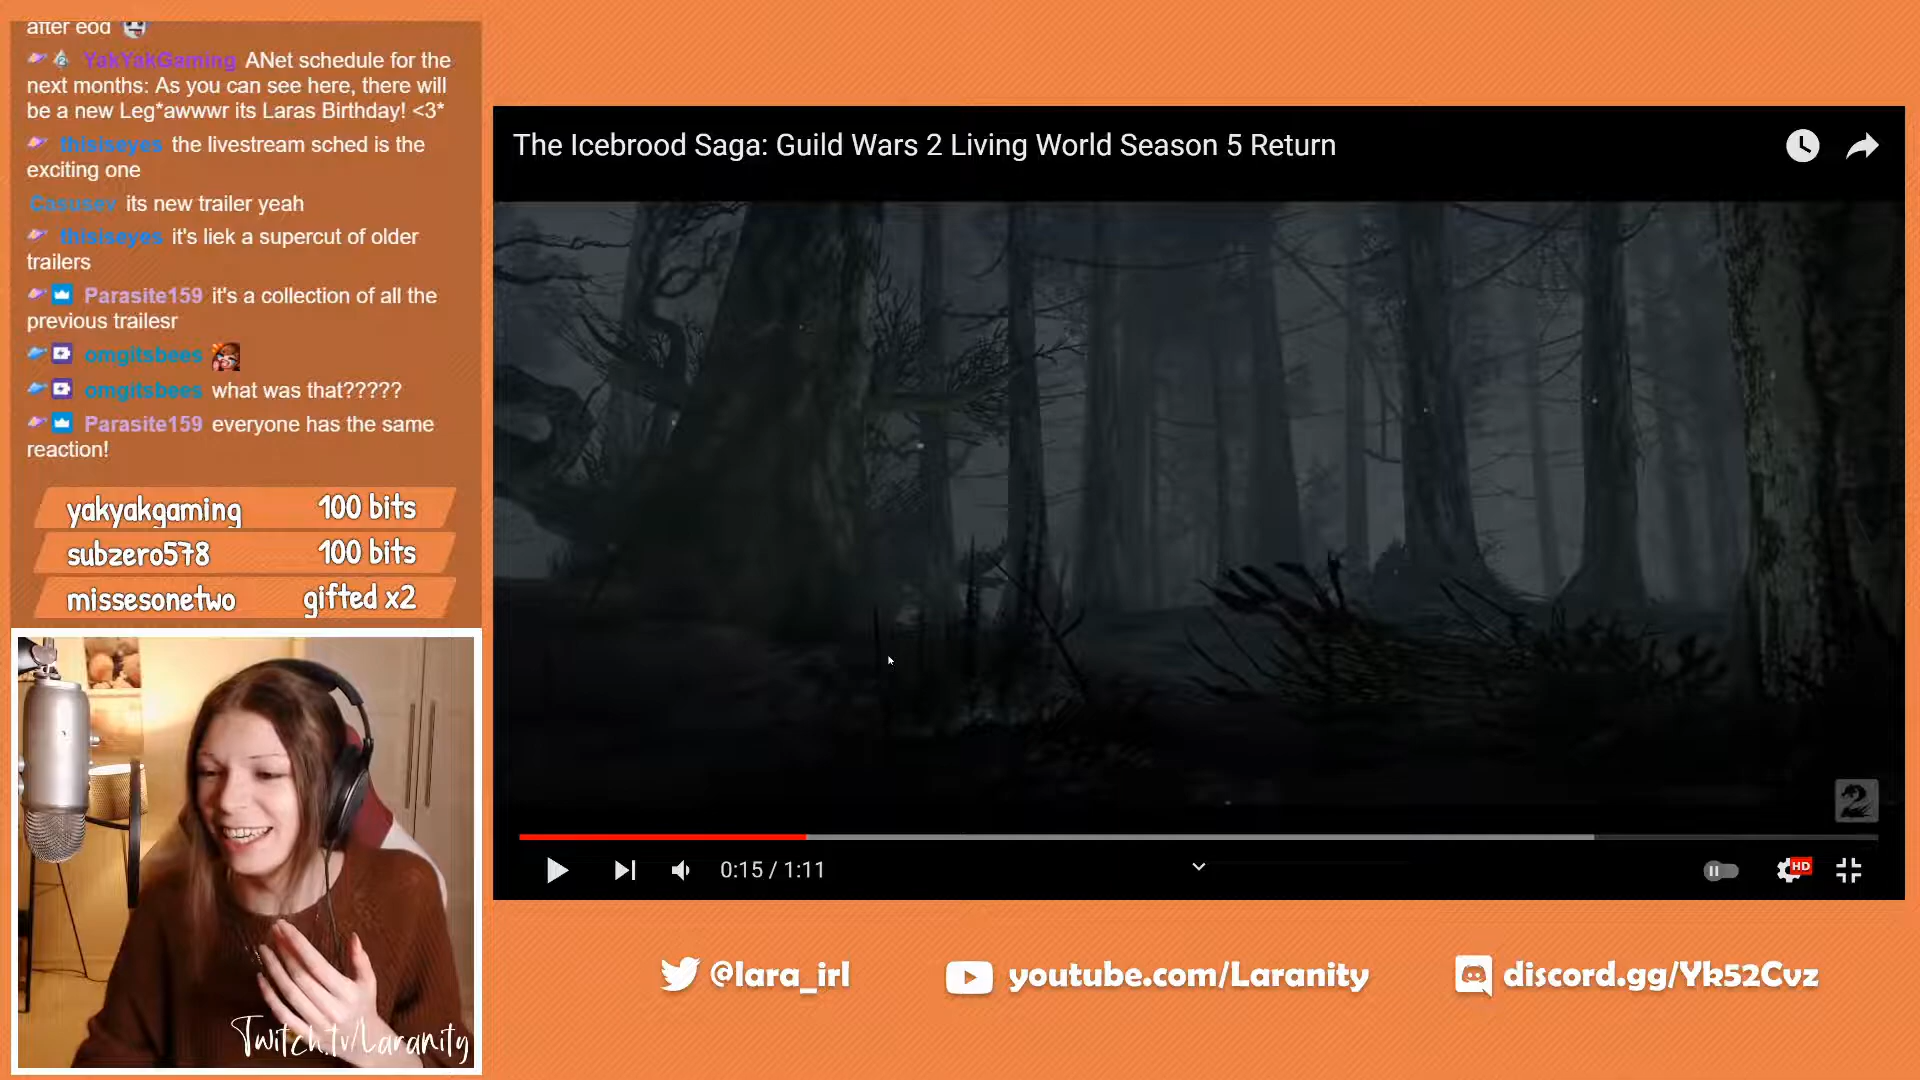 after eod
YakYakGaming ANet schedule for the
next months: As you can see here, there will
be a new Leg*awwwr its Laras Birthday! <3*
thisiseyes the livestream sched is the
exciting one
Casusev its new trailer yeah
thisiseyes it's liek a supercut of older
trailers
Parasite159 it's a collection of all the
previous trailesr
omgitsbees
omgitsbees what was that?????
Parasite159 everyone has the same
reaction!
yakyakgaming 100 bits
subzero578 100 bits
missesonetwo gifted x2
Twitch.tv/Laranity
The Icebrood Saga: Guild Wars 2 Living World Season 5 Return
2
0:15 / 1:11
HD
@lara_irl
youtube.com/Laranity
discord.gg/Yk52Cvz